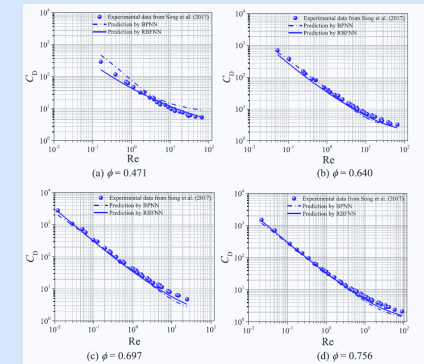 10⁴
10³
10²
10¹
10⁰
C_D
Experimental data from Song et al. (2017)
Prediction by BPNN
Prediction by RBFNN
10⁻² 10⁻¹ 10⁰ 10¹ 10²
Re
(a) ϕ = 0.471
10⁴
10³
10²
10¹
10⁰
C_D
Experimental data from Song et al. (2017)
Prediction by BPNN
Prediction by RBFNN
10⁻² 10⁻¹ 10⁰ 10¹ 10²
Re
(b) ϕ = 0.640
10⁴
10³
10²
10¹
10⁰
C_D
Experimental data from Song et al. (2017)
Prediction by BPNN
Prediction by RBFNN
10⁻² 10⁻¹ 10⁰ 10¹ 10²
Re
(c) ϕ = 0.697
10⁴
10³
10²
10¹
10⁰
C_D
Experimental data from Song et al. (2017)
Prediction by BPNN
Prediction by RBFNN
10⁻² 10⁻¹ 10⁰ 10¹ 10²
Re
(d) ϕ = 0.756